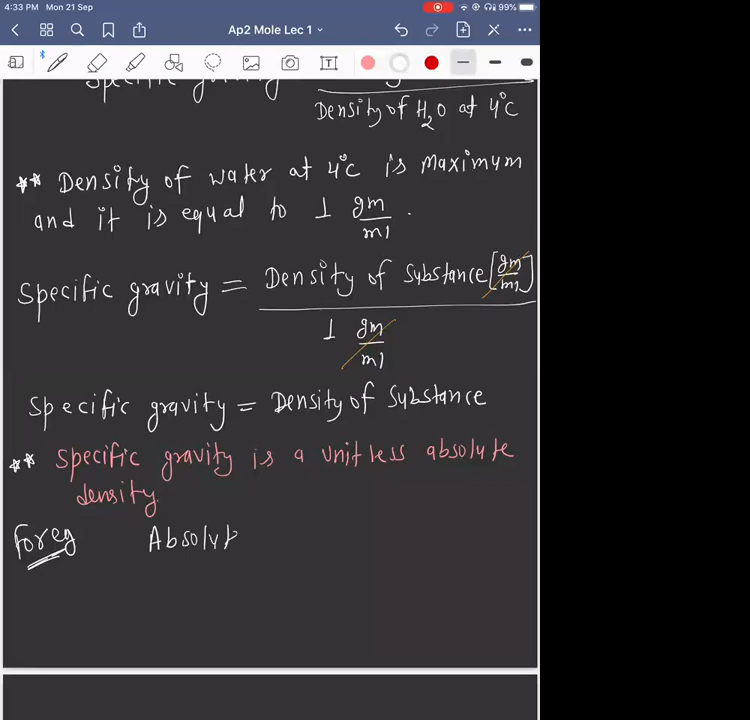 4:33 PM Mon 21 Sep
99%
Ap2 Mole Lec 1
Specific gravity
Density of H2O at 4°C
** Density of water at 4°C is maximum
and it is equal to 1 gm/ml.
Specific gravity = Density of Substance [gm/ml]
1 gm/ml
Specific gravity = Density of Substance
** Specific gravity is a unitless absolute
density.
For eg Absolut